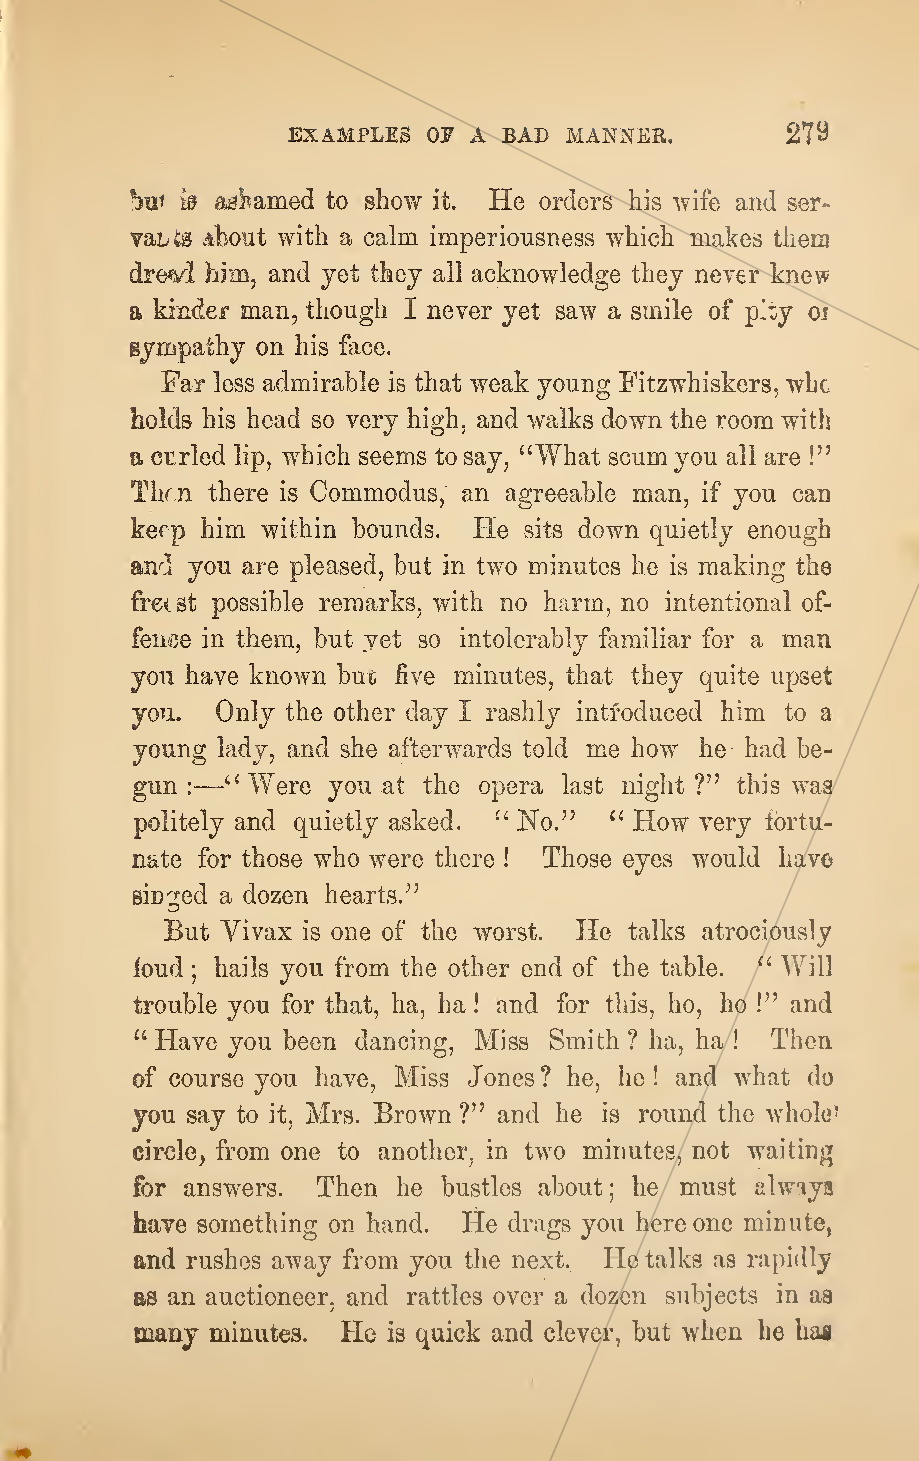 EXAMPLES OF A BAD MANNER. 279
but is ashamed to show it. He orders his wife and ser-
vants about with a calm imperiousness which makes them
dread him, and yet they all acknowledge they never knew
a kinder man, though I never yet saw a smile of pity or
sympathy on his face.
Far less admirable is that weak young Fitzwhiskers, who
holds his head so very high, and walks down the room with
a curled lip, which seems to say, “What scum you all are !”
Then there is Commodus, an agreeable man, if you can
keep him within bounds. He sits down quietly enough
and you are pleased, but in two minutes he is making the
freest possible remarks, with no harm, no intentional of-
fence in them, but yet so intolerably familiar for a man
you have known but five minutes, that they quite upset
you. Only the other day I rashly introduced him to a
young lady, and she afterwards told me how he had be-
gun :—“ Were you at the opera last night ?” this was
politely and quietly asked. “ No.” “ How very fortu-
nate for those who were there ! Those eyes would have
singed a dozen hearts.”
But Vivax is one of the worst. He talks atrociously
loud ; hails you from the other end of the table. “ Will
trouble you for that, ha, ha ! and for this, ho, ho !” and
“ Have you been dancing, Miss Smith ? ha, ha ! Then
of course you have, Miss Jones ? he, he ! and what do
you say to it, Mrs. Brown ?” and he is round the whole
circle, from one to another, in two minutes, not waiting
for answers. Then he bustles about ; he must always
have something on hand. He drags you here one minute,
and rushes away from you the next. He talks as rapidly
as an auctioneer, and rattles over a dozen subjects in as
many minutes. He is quick and clever, but when he has